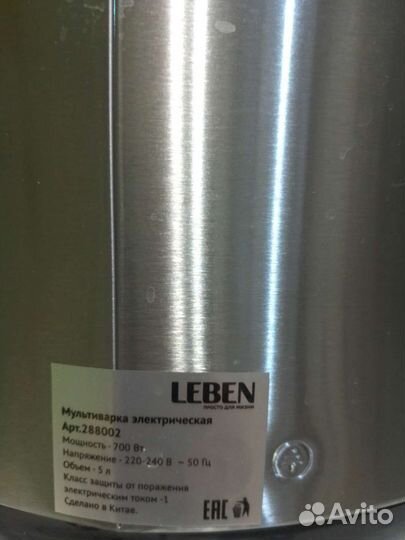 LEBEN
просто для жизни
Мультиварка электрическая
Арт.288002
Мощность - 700 Вт
Напряжение - 220-240 В ~ 50 Гц
Объем - 5 л
Класс защиты от поражения
электрическим током -1
Сделано в Китае.
EAC
Avito